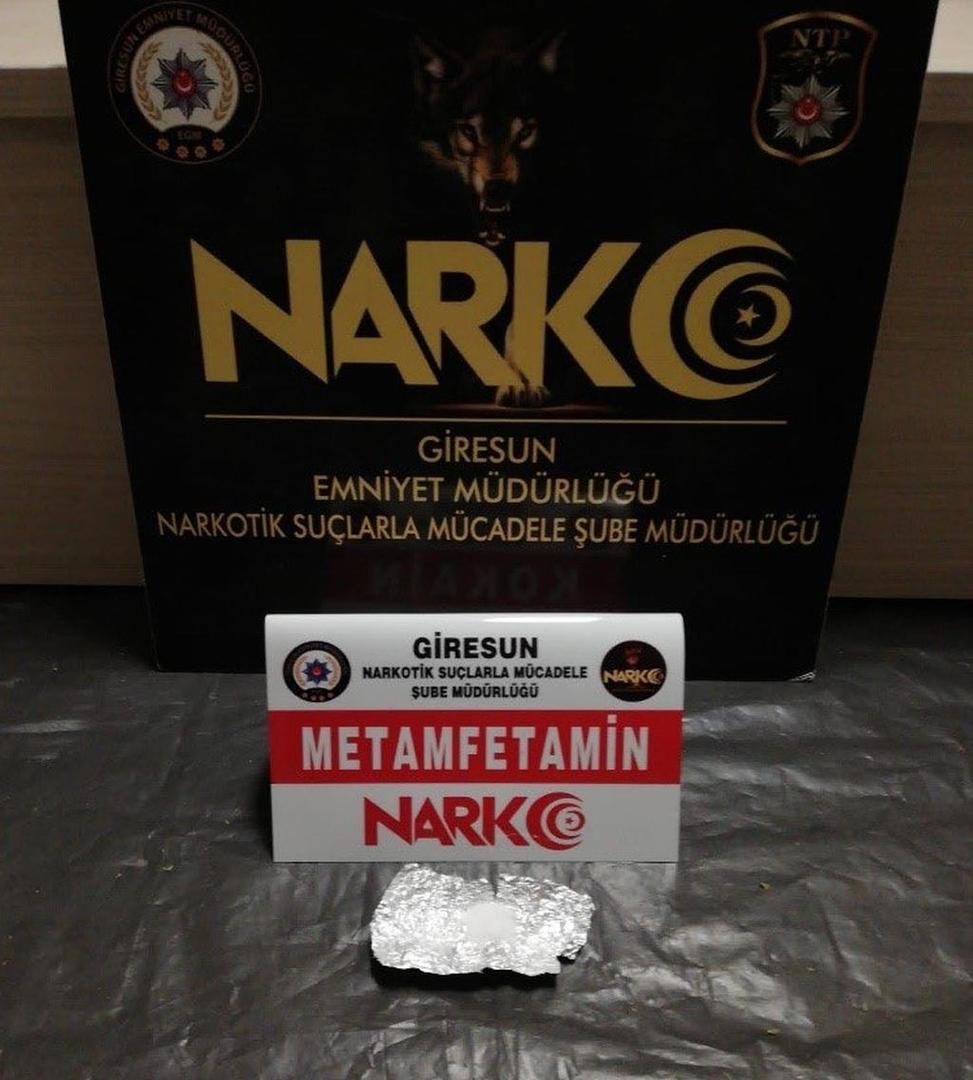 GİRESUN EMNİYET MÜDÜRLÜĞÜ
EGM
NTP
NARKO
GİRESUN
EMNİYET MÜDÜRLÜĞÜ
NARKOTİK SUÇLARLA MÜCADELE ŞUBE MÜDÜRLÜĞÜ
KOKAİN
GİRESUN
NARKOTİK SUÇLARLA MÜCADELE
ŞUBE MÜDÜRLÜĞÜ
NARKO
METAMFETAMİN
NARKO